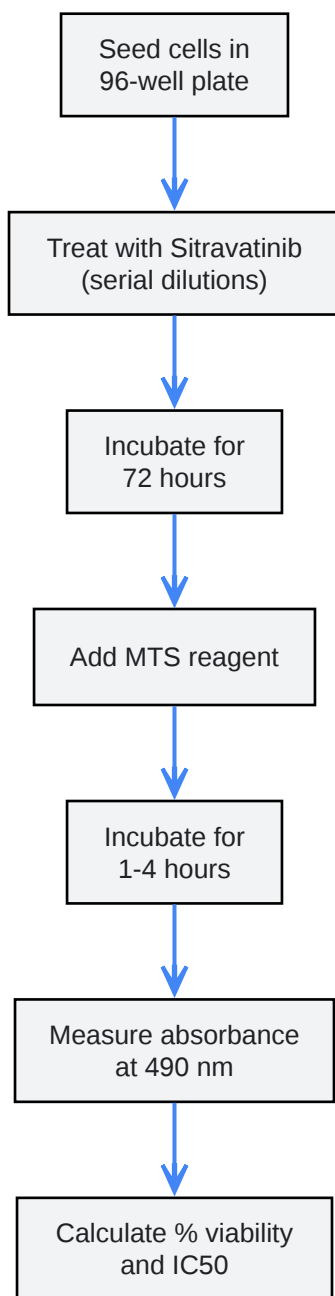 Seed cells in
96-well plate
Treat with Sitravatinib
(serial dilutions)
Incubate for
72 hours
Add MTS reagent
Incubate for
1-4 hours
Measure absorbance
at 490 nm
Calculate % viability
and IC50